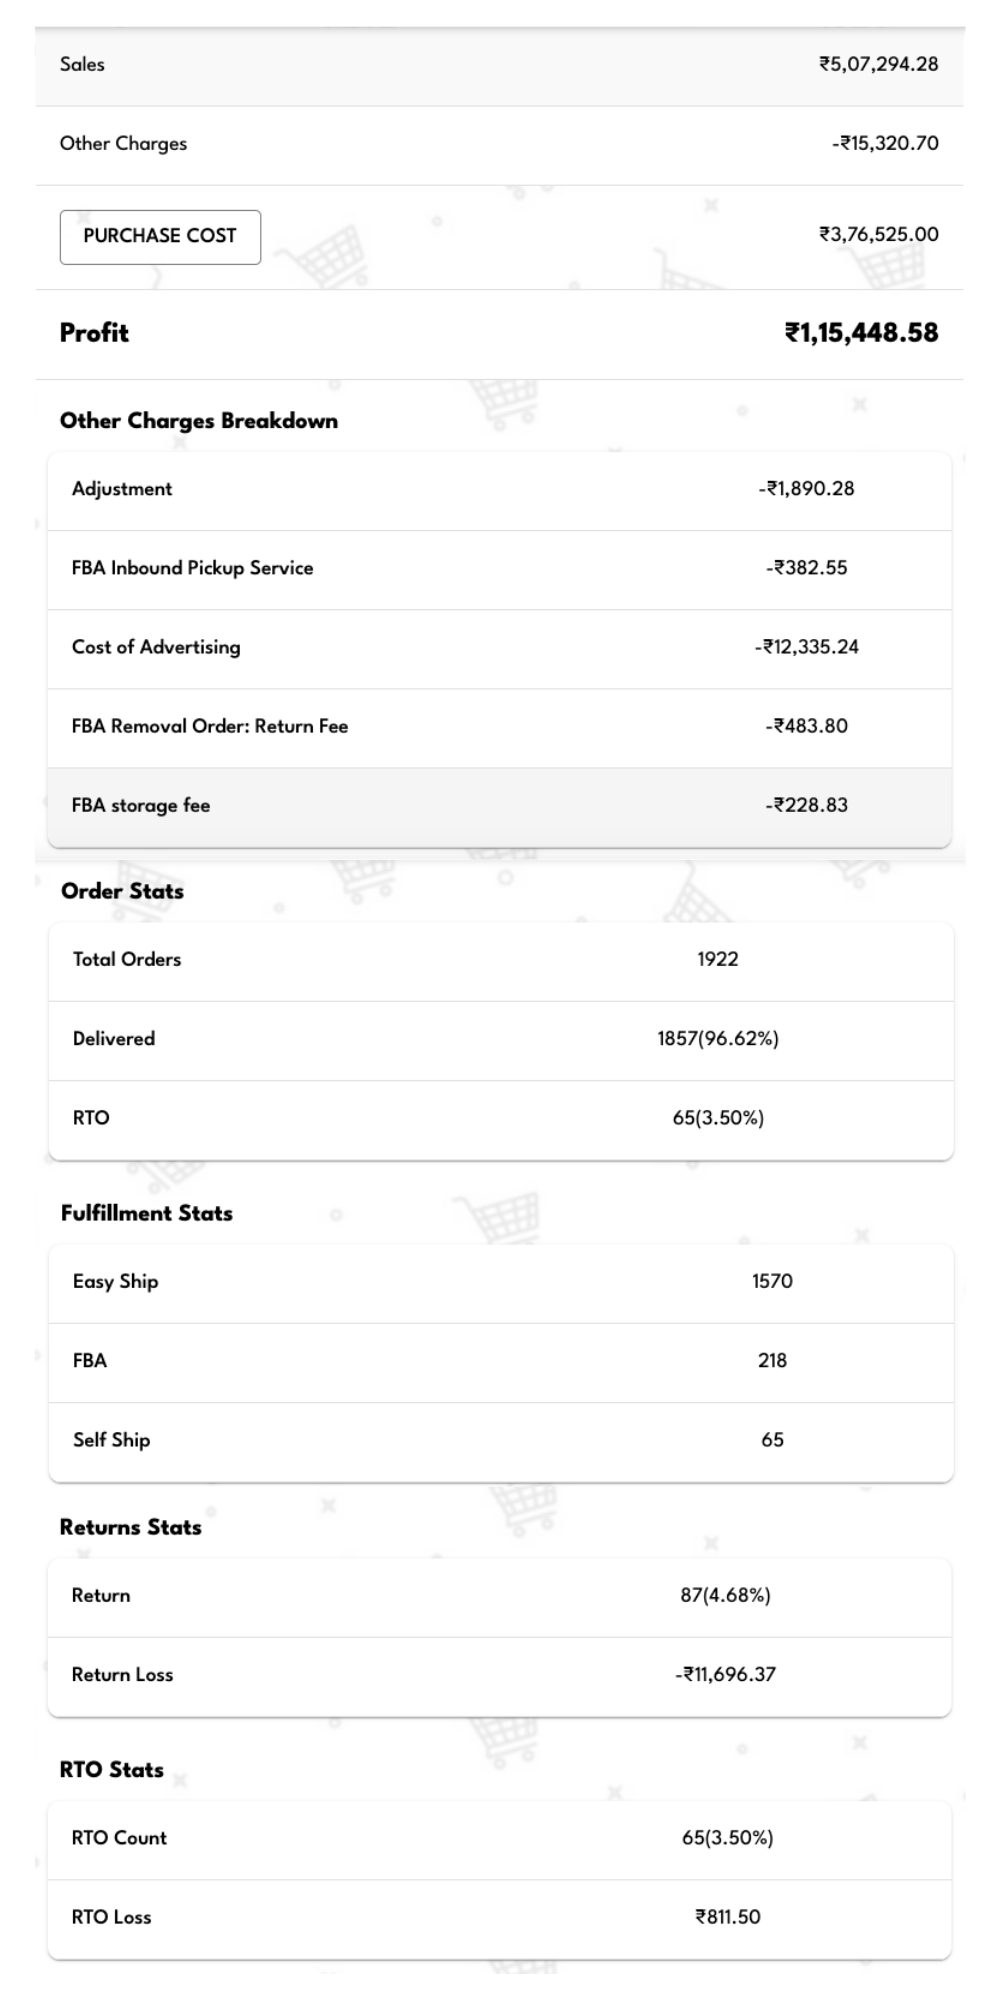 Sales ₹5,07,294.28
Other Charges -₹15,320.70
PURCHASE COST ₹3,76,525.00
Profit ₹1,15,448.58
Other Charges Breakdown
Adjustment -₹1,890.28
FBA Inbound Pickup Service -₹382.55
Cost of Advertising -₹12,335.24
FBA Removal Order: Return Fee -₹483.80
FBA storage fee -₹228.83
Order Stats
Total Orders 1922
Delivered 1857(96.62%)
RTO 65(3.50%)
Fulfillment Stats
Easy Ship 1570
FBA 218
Self Ship 65
Returns Stats
Return 87(4.68%)
Return Loss -₹11,696.37
RTO Stats
RTO Count 65(3.50%)
RTO Loss ₹811.50